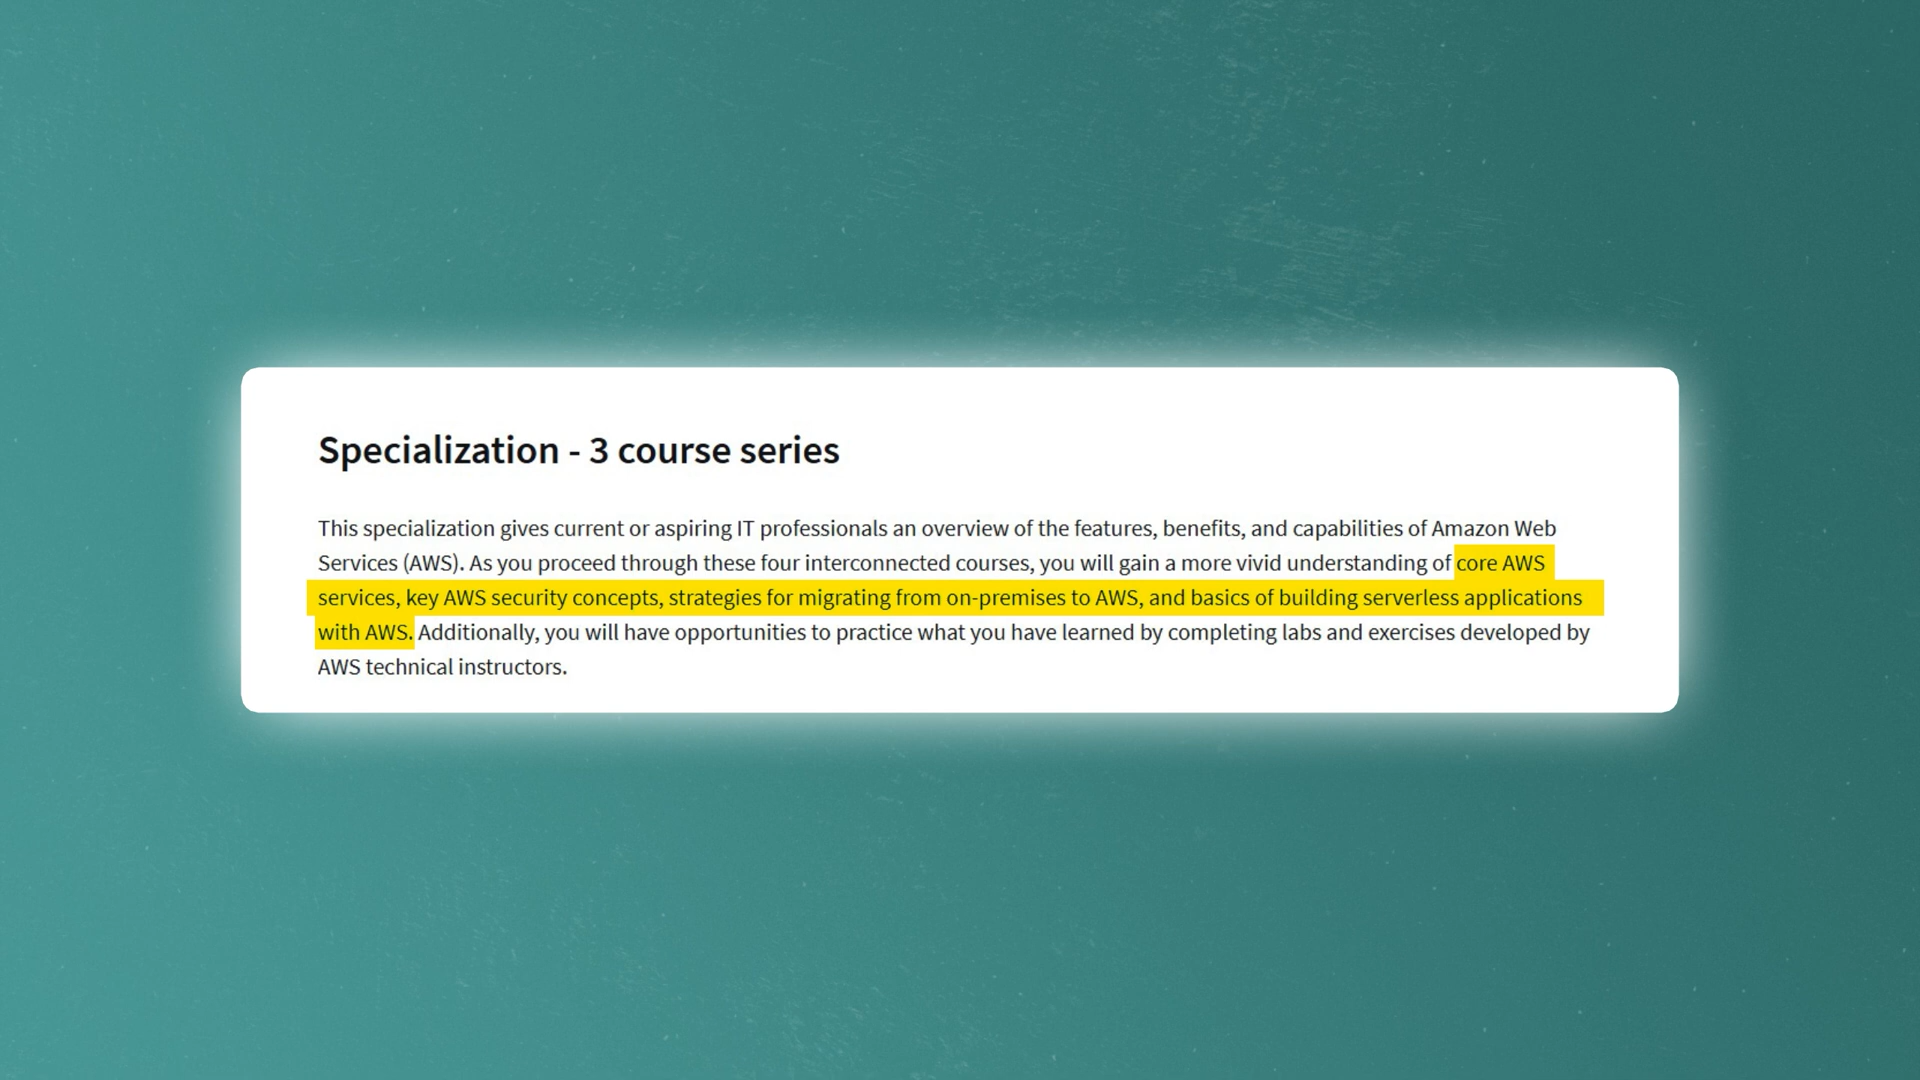 Specialization - 3 course series
This specialization gives current or aspiring IT professionals an overview of the features, benefits, and capabilities of Amazon Web
Services (AWS). As you proceed through these four interconnected courses, you will gain a more vivid understanding of core AWS
services, key AWS security concepts, strategies for migrating from on-premises to AWS, and basics of building serverless applications
with AWS. Additionally, you will have opportunities to practice what you have learned by completing labs and exercises developed by
AWS technical instructors.